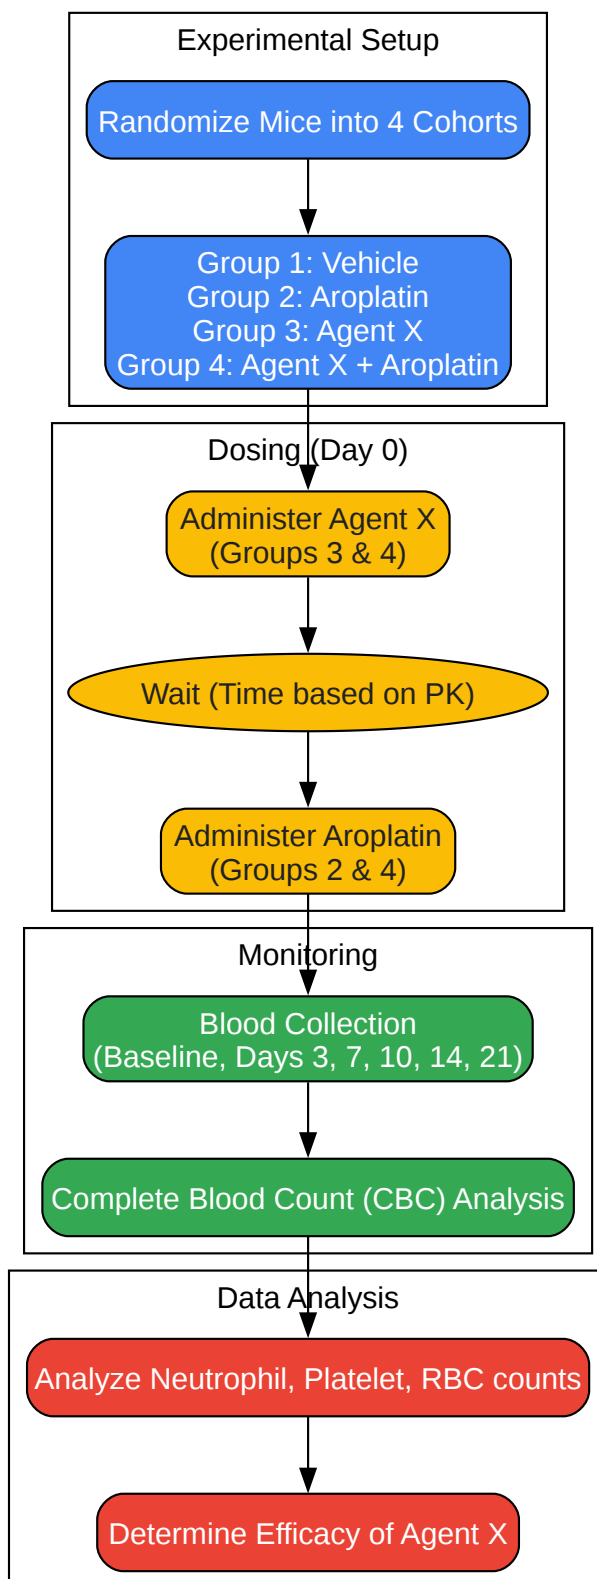 Experimental Setup
Randomize Mice into 4 Cohorts
Group 1: Vehicle
Group 2: Aroplatin
Group 3: Agent X
Group 4: Agent X + Aroplatin
Dosing (Day 0)
Administer Agent X
(Groups 3 & 4)
Wait (Time based on PK)
Administer Aroplatin
(Groups 2 & 4)
Monitoring
Blood Collection
(Baseline, Days 3, 7, 10, 14, 21)
Complete Blood Count (CBC) Analysis
Data Analysis
Analyze Neutrophil, Platelet, RBC counts
Determine Efficacy of Agent X